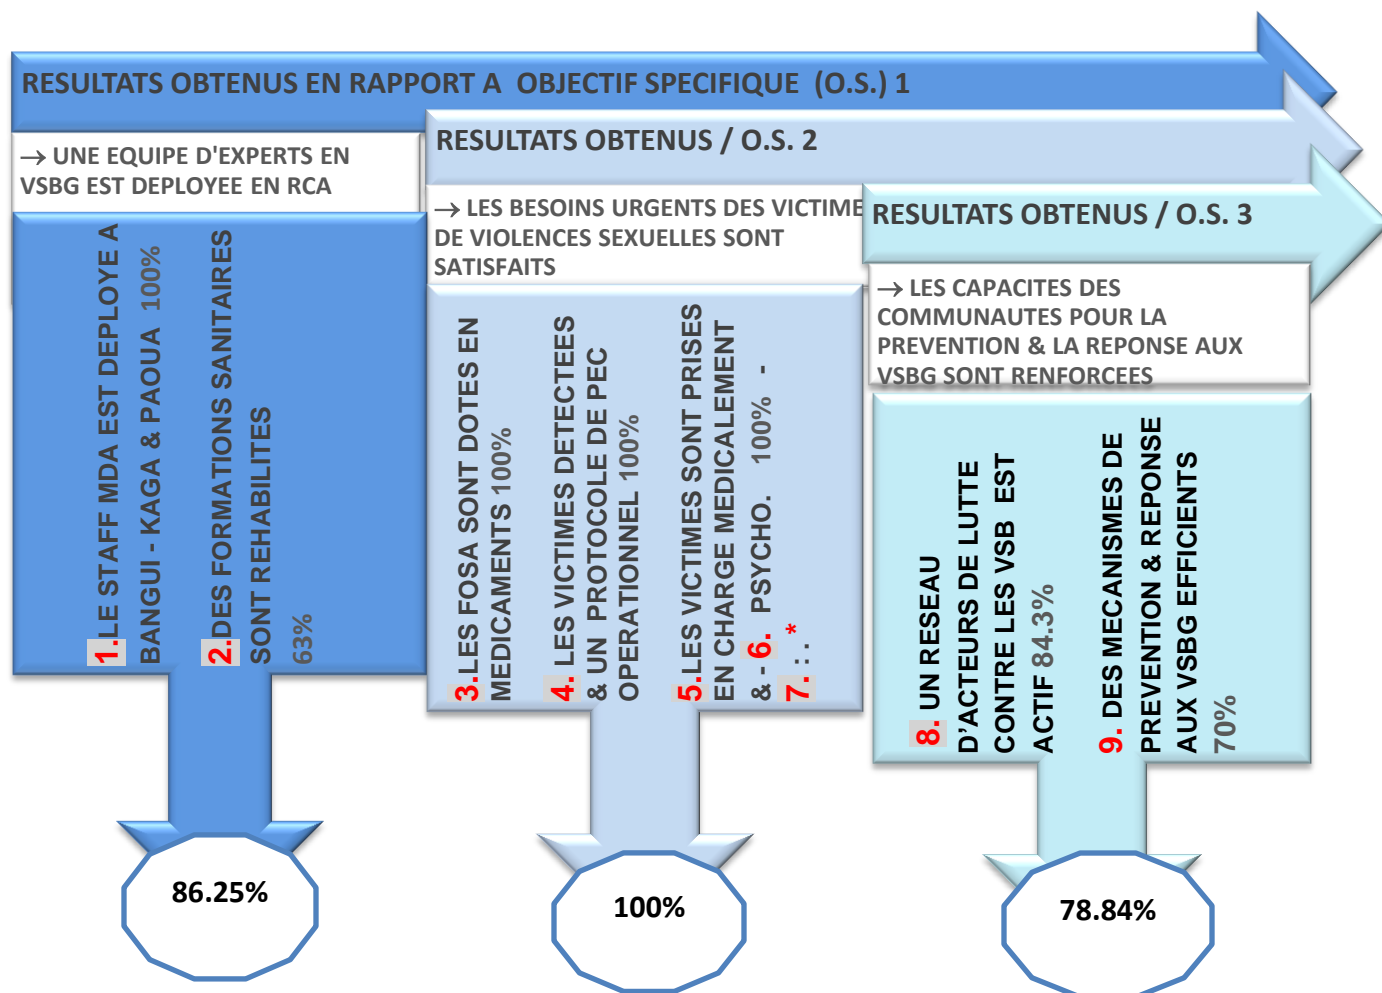 RESULTATS OBTENUS EN RAPPORT A OBJECTIF SPECIFIQUE (O.S.) 1
→ UNE EQUIPE D'EXPERTS EN
VSBG EST DEPLOYEE EN RCA
1.LE STAFF MDA EST DEPLOYE A
BANGUI - KAGA & PAOUA 100%
2.DES FORMATIONS SANITAIRES
SONT REHABILITES
63%
86.25%
RESULTATS OBTENUS / O.S. 2
→ LES BESOINS URGENTS DES VICTIME
DE VIOLENCES SEXUELLES SONT
SATISFAITS
3.LES FOSA SONT DOTES EN
MEDICAMENTS 100%
4. LES VICTIMES DETECTEES
& UN PROTOCOLE DE PEC
OPERATIONNEL 100%
5.LES VICTIMES SONT PRISES
EN CHARGE MEDICALEMENT
& - 6. PSYCHO. 100% -
7. : . *
100%
RESULTATS OBTENUS / O.S. 3
→ LES CAPACITES DES
COMMUNAUTES POUR LA
PREVENTION & LA REPONSE AUX
VSBG SONT RENFORCEES
8. UN RESEAU
D'ACTEURS DE LUTTE
CONTRE LES VSB EST
ACTIF 84.3%
9. DES MECANISMES DE
PREVENTION & REPONSE
AUX VSBG EFFICIENTS
70%
78.84%